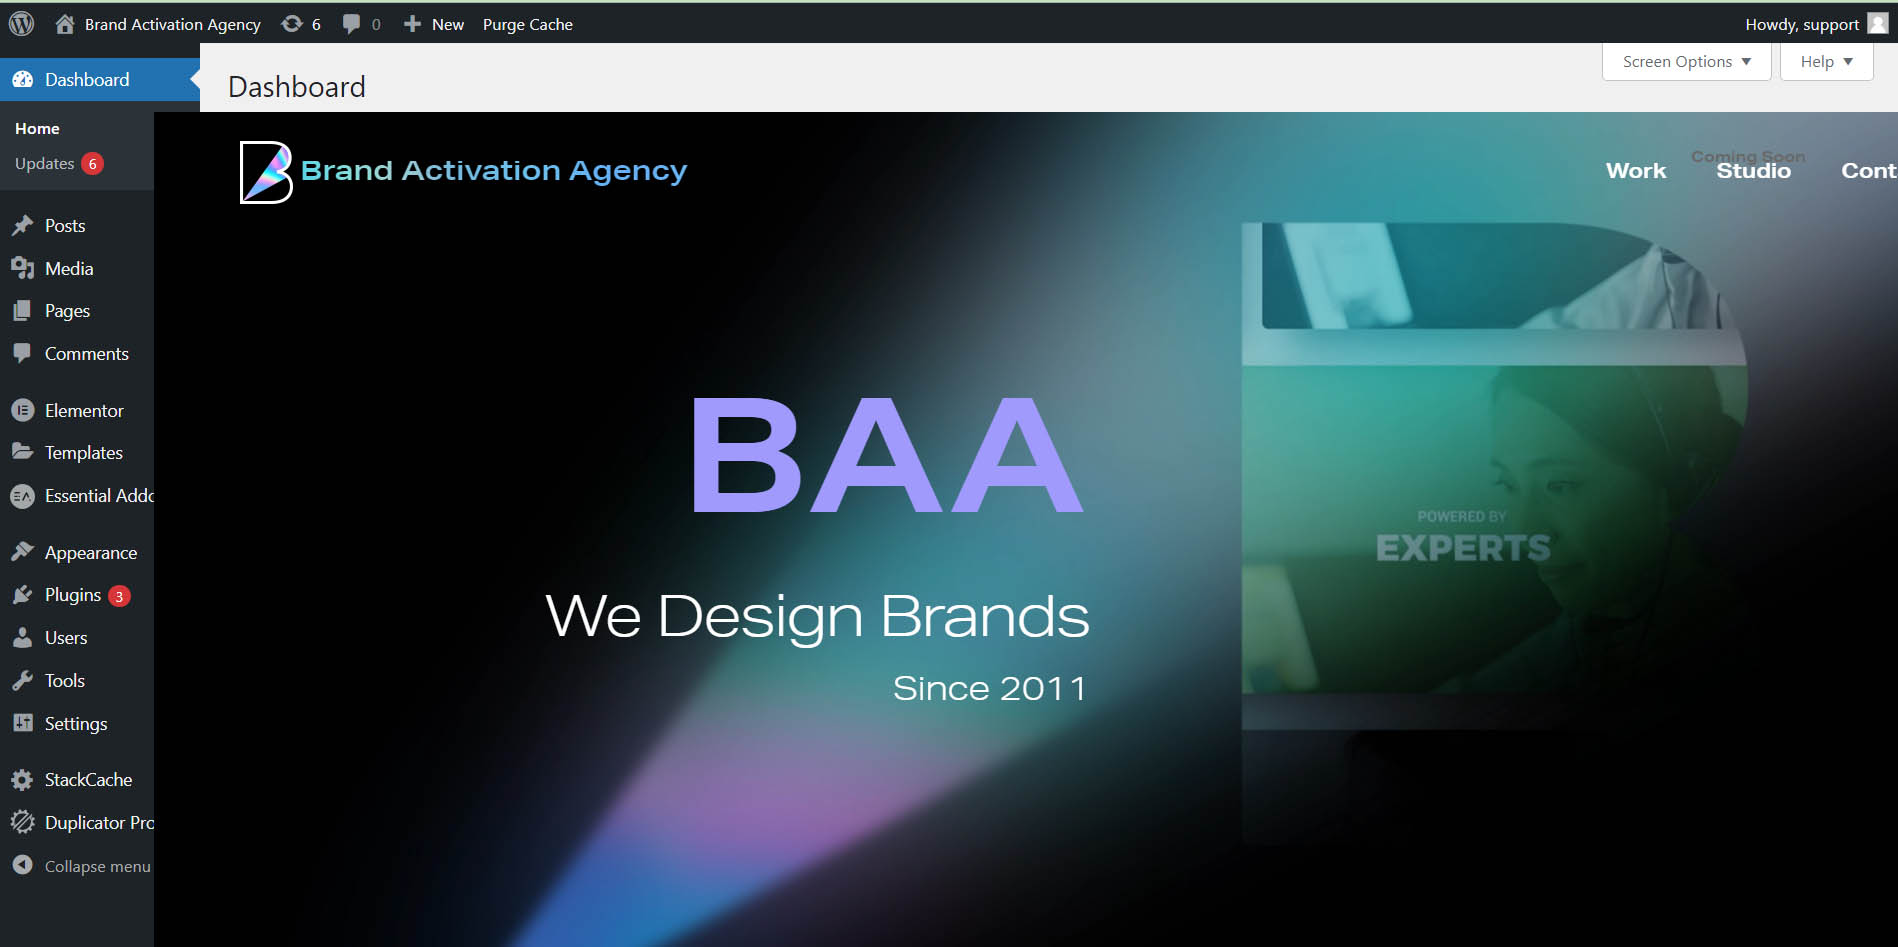 Brand Activation Agency
6
0
New
Purge Cache
Howdy, support
Dashboard
Home
Updates 6
Posts
Media
Pages
Comments
Elementor
Templates
Essential Addo
Appearance
Plugins 3
Users
Tools
Settings
StackCache
Duplicator Pro
Collapse menu
Dashboard
Screen Options
Help
Brand Activation Agency
Work
Coming Soon
Studio
Cont
BAA
We Design Brands
Since 2011
POWERED BY
EXPERTS